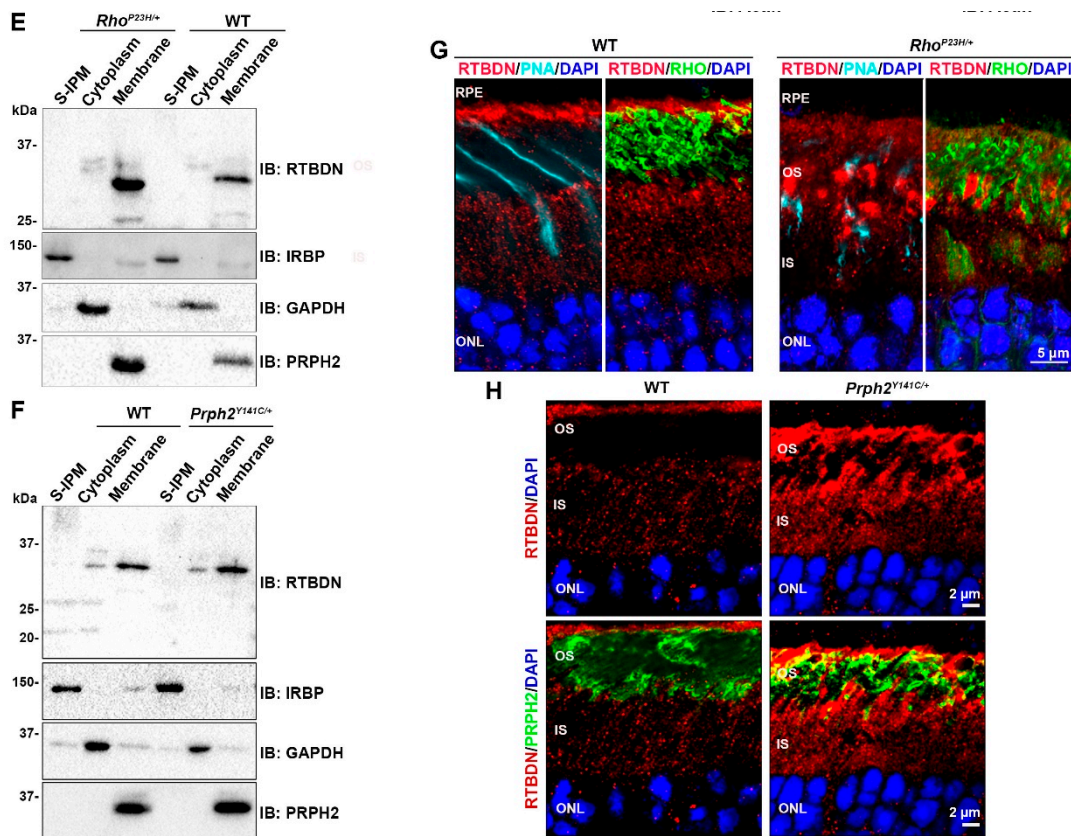 E
Rho^P23H/+ WT
S-IPM Cytoplasm Membrane S-IPM Cytoplasm Membrane
kDa
37-
IB: RTBDN
25-
150-
IB: IRBP
37-
IB: GAPDH
37-
IB: PRPH2
OS
IS
F
WT Prph2^Y141C/+
S-IPM Cytoplasm Membrane S-IPM Cytoplasm Membrane
kDa
37-
IB: RTBDN
25-
20-
150-
IB: IRBP
37-
IB: GAPDH
37-
IB: PRPH2
G
WT Rho^P23H/+
RTBDN/PNA/DAPI RTBDN/RHO/DAPI RTBDN/PNA/DAPI RTBDN/RHO/DAPI
RPE RPE
OS
IS
ONL ONL
5 µm
H
WT Prph2^Y141C/+
RTBDN/DAPI
OS OS
IS IS
ONL ONL
2 µm
RTBDN/PRPH2/DAPI
OS OS
IS IS
ONL ONL
2 µm